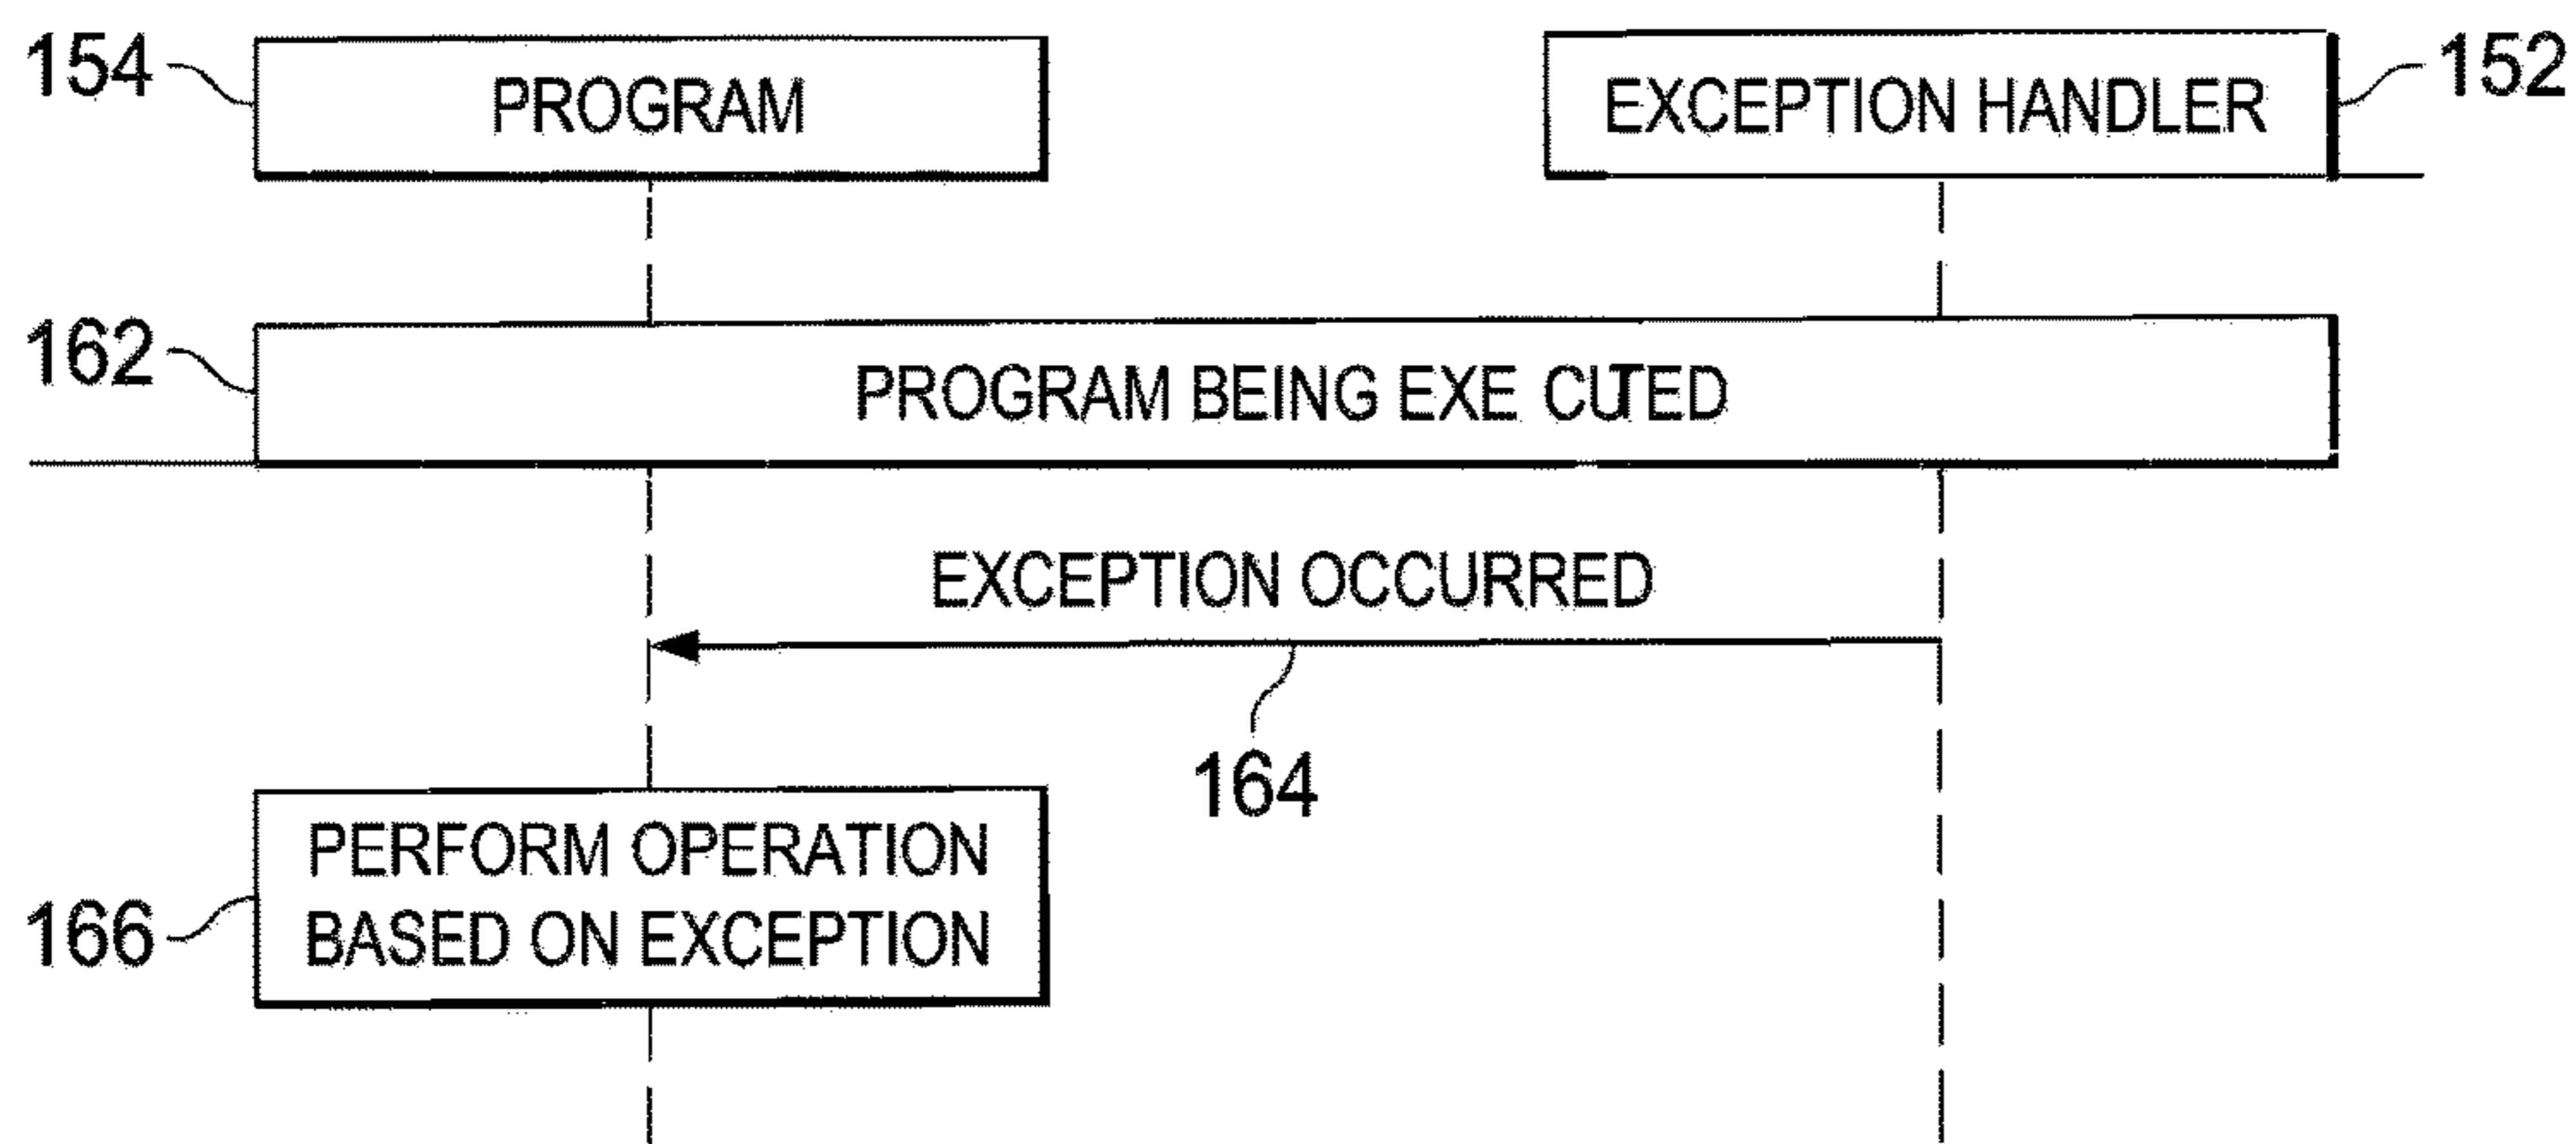 154 PROGRAM EXCEPTION HANDLER 152
162 PROGRAM BEING EXE CUTED
EXCEPTION OCCURRED
164
PERFORM OPERATION
166 BASED ON EXCEPTION